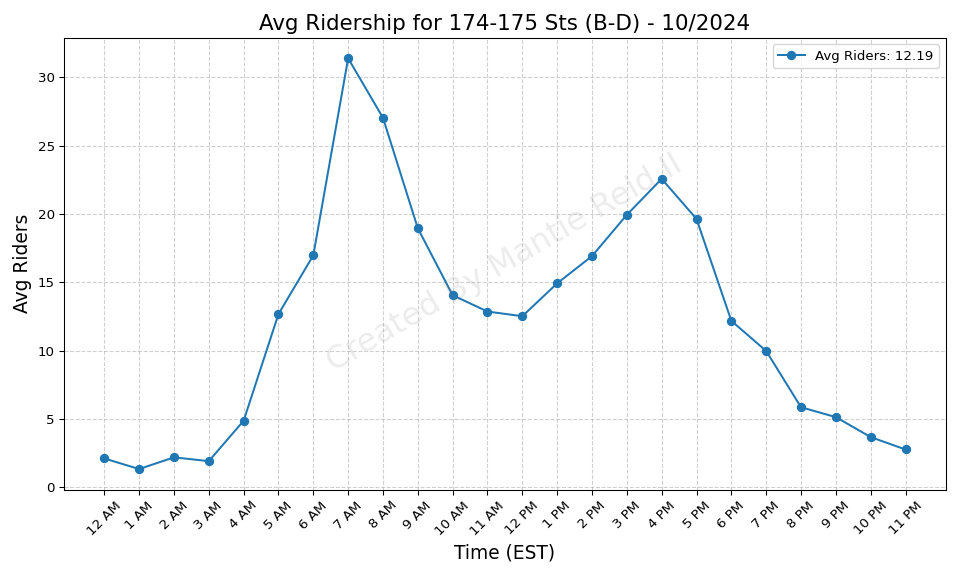 Avg Ridership for 174-175 Sts (B-D) - 10/2024
Avg Riders: 12.19
Avg Riders
30
25
20
15
10
5
0
Created By Mantie Reid II
12 AM
1 AM
2 AM
3 AM
4 AM
5 AM
6 AM
7 AM
8 AM
9 AM
10 AM
11 AM
12 PM
1 PM
2 PM
3 PM
4 PM
5 PM
6 PM
7 PM
8 PM
9 PM
10 PM
11 PM
Time (EST)